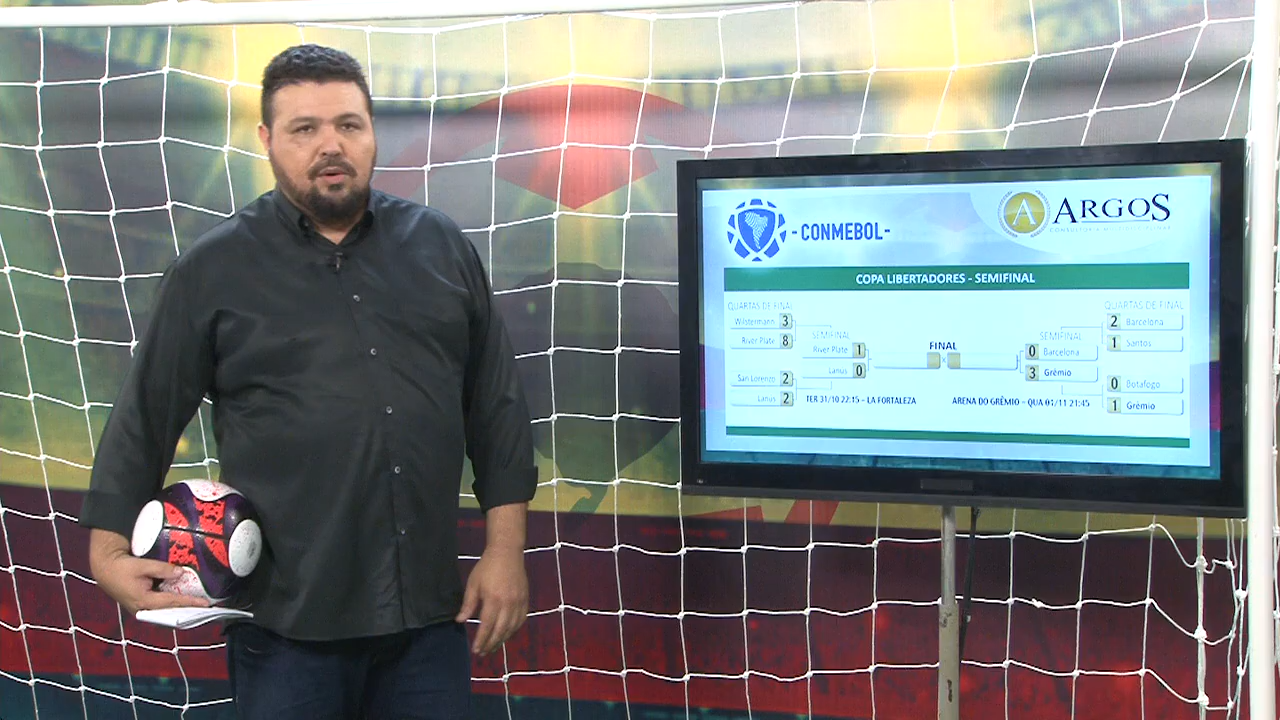 - CONMEBOL-
A
ARGOS
COPA LIBERTADORES - SEMIFINAL
QUARTAS DE FINAL
Wilstermann 3
River Plate 8
San Lorenzo 2
Lanús 2
SEMIFINAL
River Plate 1
Lanús 0
TER 31/10 22:15 - LA FORTALEZA
FINAL
X
SEMIFINAL
0 Barcelona
3 Grêmio
ARENA DO GRÊMIO - QUA 01/11 21:45
QUARTAS DE FINAL
2 Barcelona
1 Santos
0 Botafogo
1 Grêmio